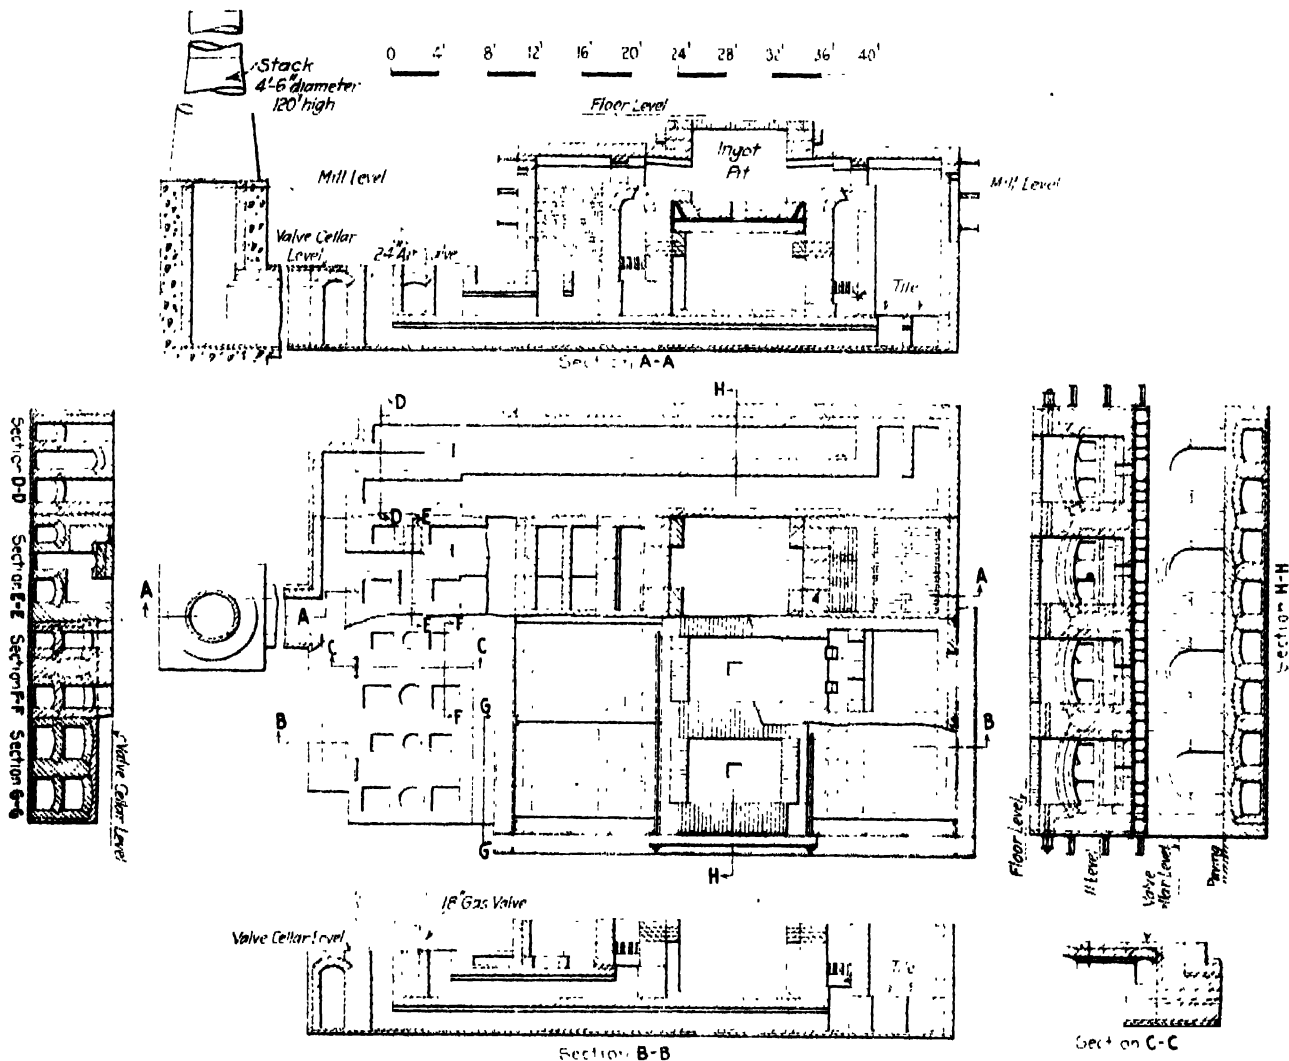 0 4' 8' 12' 16' 20' 24' 28' 32' 36' 40'
Stack
4'-6" diameter
120' high
Floor Level
Ingot
Pit
Mill Level
Mill Level
Valve Cellar
Level
24" Air Valve
Tile
Section A-A
H
D
D
E
A
A
A
E
F
C
C
F
G
B
B
G
H
Section D-D
Section E-E
Section F-F
Section G-G
Valve Cellar Level
Section H-H
Floor Level
Level
Valve
Cellar Level
Paving
18" Gas Valve
Valve Cellar Level
Tile
Section B-B
Section C-C